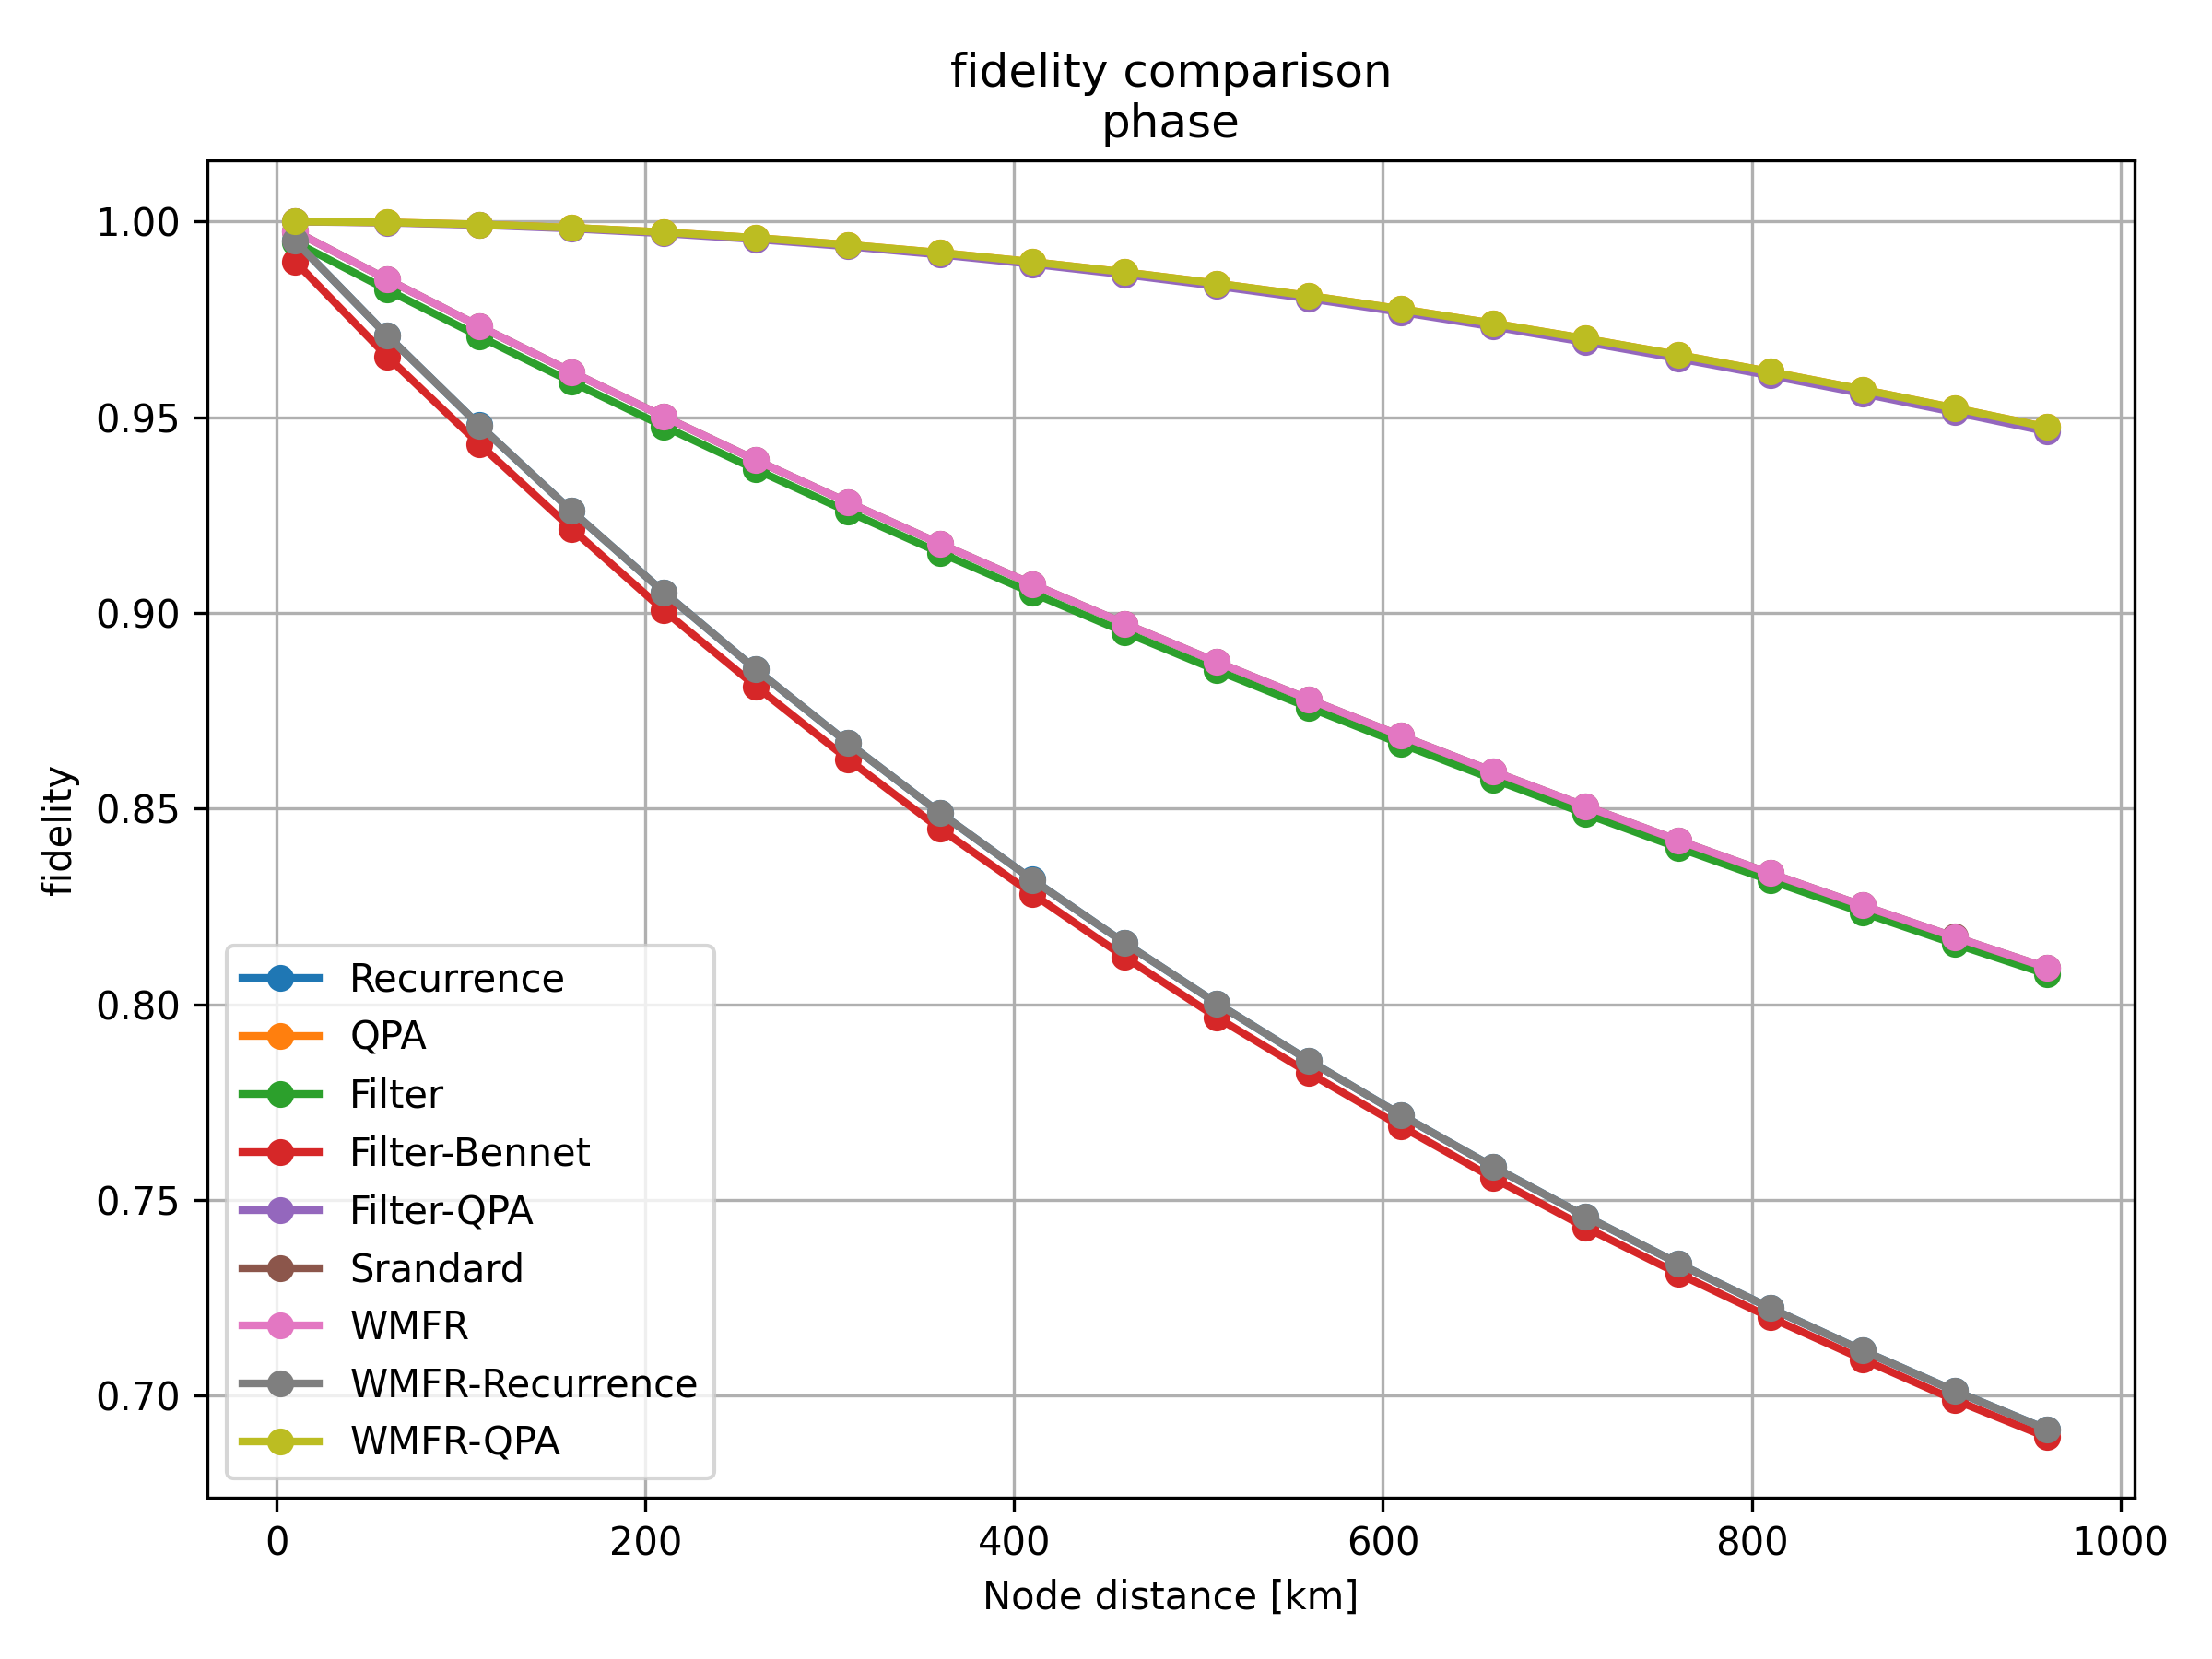 fidelity comparison
phase
fidelity
1.00
0.95
0.90
0.85
0.80
0.75
0.70
Recurrence
QPA
Filter
Filter-Bennet
Filter-QPA
Srandard
WMFR
WMFR-Recurrence
WMFR-QPA
0 200 400 600 800 1000
Node distance [km]